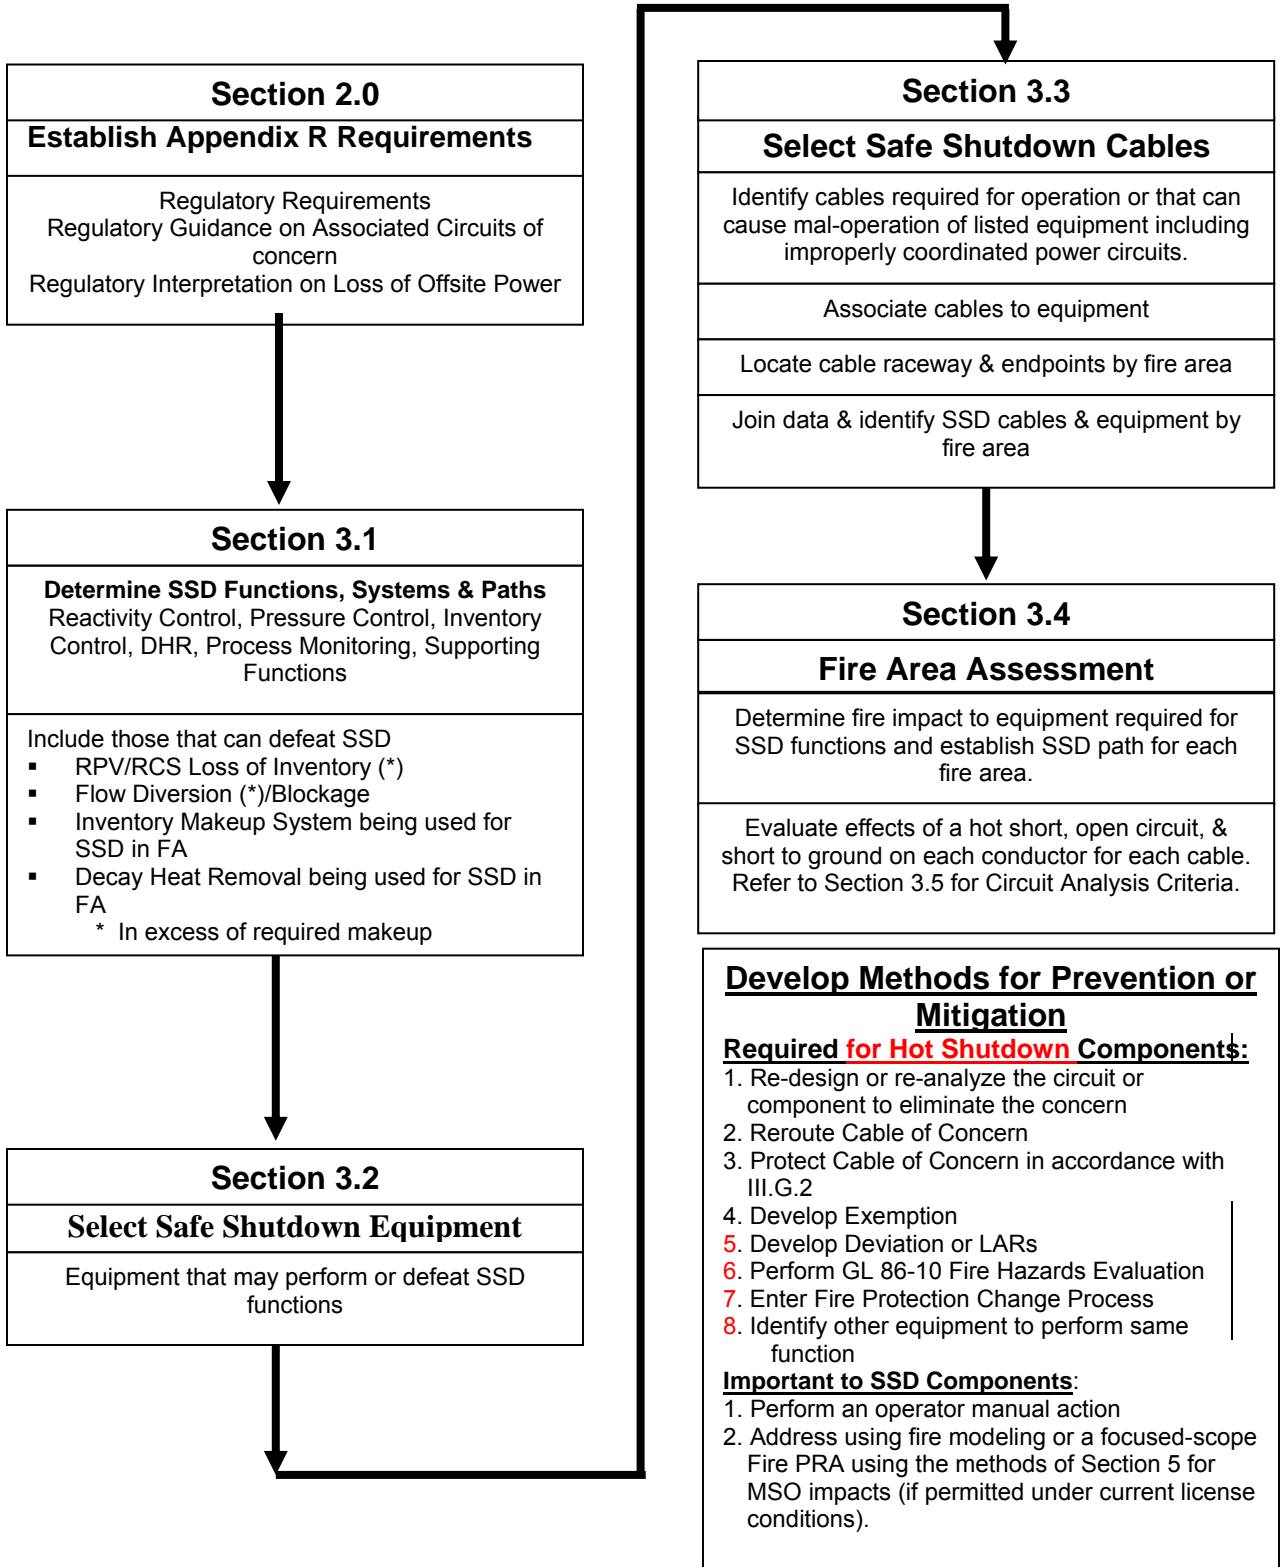 Section 2.0
Establish Appendix R Requirements
Regulatory Requirements
Regulatory Guidance on Associated Circuits of
concern
Regulatory Interpretation on Loss of Offsite Power
Section 3.1
Determine SSD Functions, Systems & Paths
Reactivity Control, Pressure Control, Inventory
Control, DHR, Process Monitoring, Supporting
Functions
Include those that can defeat SSD
▪ RPV/RCS Loss of Inventory (*)
▪ Flow Diversion (*)/Blockage
▪ Inventory Makeup System being used for
SSD in FA
▪ Decay Heat Removal being used for SSD in
FA
* In excess of required makeup
Section 3.2
Select Safe Shutdown Equipment
Equipment that may perform or defeat SSD
functions
Section 3.3
Select Safe Shutdown Cables
Identify cables required for operation or that can
cause mal-operation of listed equipment including
improperly coordinated power circuits.
Associate cables to equipment
Locate cable raceway & endpoints by fire area
Join data & identify SSD cables & equipment by
fire area
Section 3.4
Fire Area Assessment
Determine fire impact to equipment required for
SSD functions and establish SSD path for each
fire area.
Evaluate effects of a hot short, open circuit, &
short to ground on each conductor for each cable.
Refer to Section 3.5 for Circuit Analysis Criteria.
Develop Methods for Prevention or
Mitigation
Required for Hot Shutdown Components:
1. Re-design or re-analyze the circuit or
component to eliminate the concern
2. Reroute Cable of Concern
3. Protect Cable of Concern in accordance with
III.G.2
4. Develop Exemption
5. Develop Deviation or LARs
6. Perform GL 86-10 Fire Hazards Evaluation
7. Enter Fire Protection Change Process
8. Identify other equipment to perform same
function
Important to SSD Components:
1. Perform an operator manual action
2. Address using fire modeling or a focused-scope
Fire PRA using the methods of Section 5 for
MSO impacts (if permitted under current license
conditions).